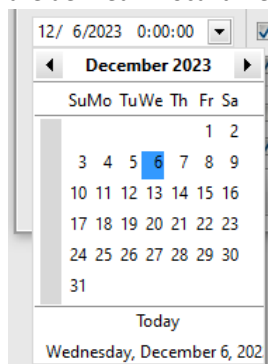 12/ 6/2023 0:00:00
December 2023
SuMo TuWe Th Fr Sa
1 2
3 4 5 6 7 8 9
10 11 12 13 14 15 16
17 18 19 20 21 22 23
24 25 26 27 28 29 30
31
Today
Wednesday, December 6, 202